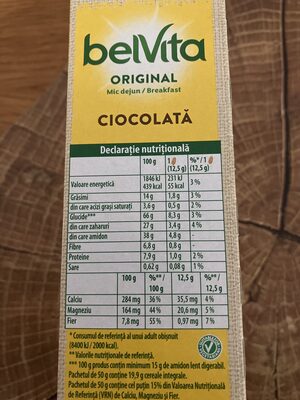 belVita
ORIGINAL
Mic dejun / Breakfast
CIOCOLATĂ
Declarație nutrițională
100 g 1 (12,5 g) %*/ 1 (12,5 g)
Valoare energetică 1846 kJ 439 kcal 231 kJ 55 kcal 3 %
Grăsimi 14 g 1,8 g 3 %
din care acizi grași saturați 3,6 g 0,5 g 2 %
Glucide*** 66 g 8,3 g 3 %
din care zaharuri 27 g 3,4 g 4 %
din care amidon 38 g 4,8 g -
Fibre 6,8 g 0,8 g -
Proteine 7,9 g 1,0 g 2 %
Sare 0,62 g 0,08 g 1 %
100 g %**/ 100 g 12,5 g %**/ 12,5 g
Calciu 284 mg 36 % 35,5 mg 4 %
Magneziu 164 mg 44 % 20,6 mg 5 %
Fier 7,8 mg 55 % 0,97 mg 7 %
* Consumul de referință al unui adult obișnuit
(8400 kJ / 2000 kcal).
** Valorile nutriționale de referință.
*** 100 g produs conțin minimum 15 g de amidon lent digerabil.
Pachetul de 50 g conține 19,9 g cereale integrale.
Pachetul de 50 g conține cel puțin 15% din Valoarea Nutrițională
de Referință (VRN) de Calciu, Magneziu și Fier.